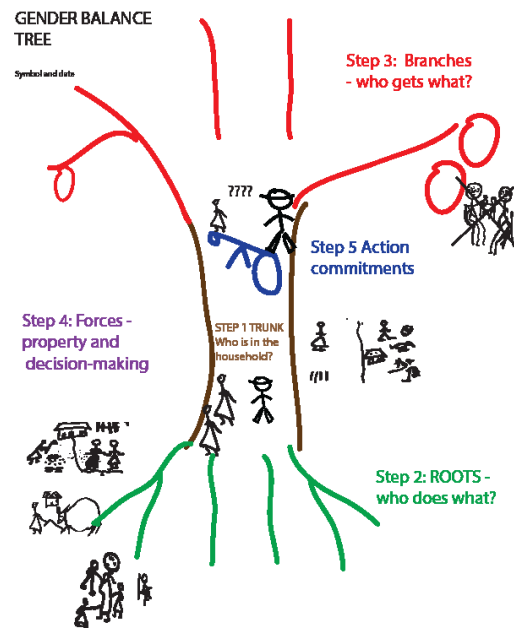 GENDER BALANCE
TREE
Symbol and date
Step 3: Branches
- who gets what?
????
Step 5 Action
commitments
Step 4: Forces -
property and
decision-making
STEP 1 TRUNK
Who is in the
household?
Step 2: ROOTS -
who does what?